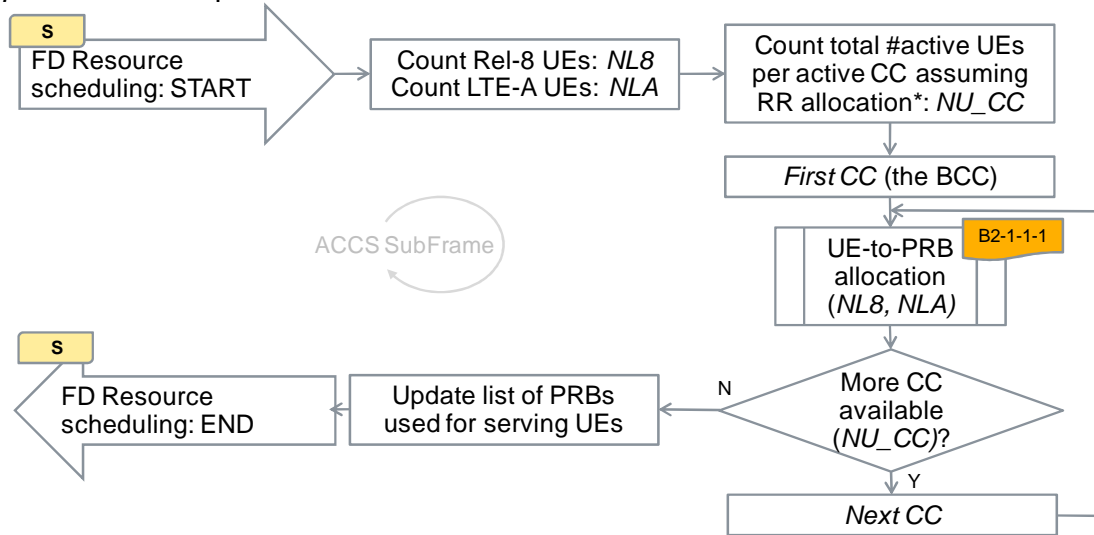 S
FD Resource
scheduling: START
Count Rel-8 UEs: NL8
Count LTE-A UEs: NLA
Count total #active UEs
per active CC assuming
RR allocation*: NU_CC
First CC (the BCC)
B2-1-1-1
UE-to-PRB
allocation
(NL8, NLA)
ACCS SubFrame
More CC
available
(NU_CC)?
N
Y
Next CC
Update list of PRBs
used for serving UEs
S
FD Resource
scheduling: END